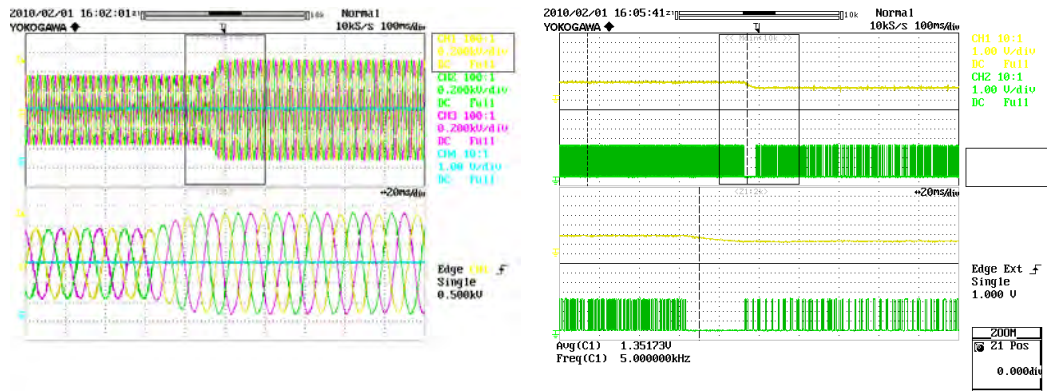 2010/02/01 16:02:01
10k
Normal
YOKOGAWA
10kS/s 100ms/div
CH1 100:1
0.200kV/div
DC Full
CH2 100:1
0.200kV/div
DC Full
CH3 100:1
0.200kV/div
DC Full
CH4 10:1
1.00 V/div
DC Full
20ms/div
Edge
Single
0.500kV
2010/02/01 16:05:41
10k
Normal
YOKOGAWA
10kS/s 100ms/div
<< Main:10k >>
CH1 10:1
1.00 V/div
DC Full
CH2 10:1
1.00 V/div
DC Full
20ms/div
Edge Ext
Single
1.000 V
Avg(C1) 1.35173V
Freq(C1) 5.000000kHz
ZOOM
Z1 Pos
0.000div